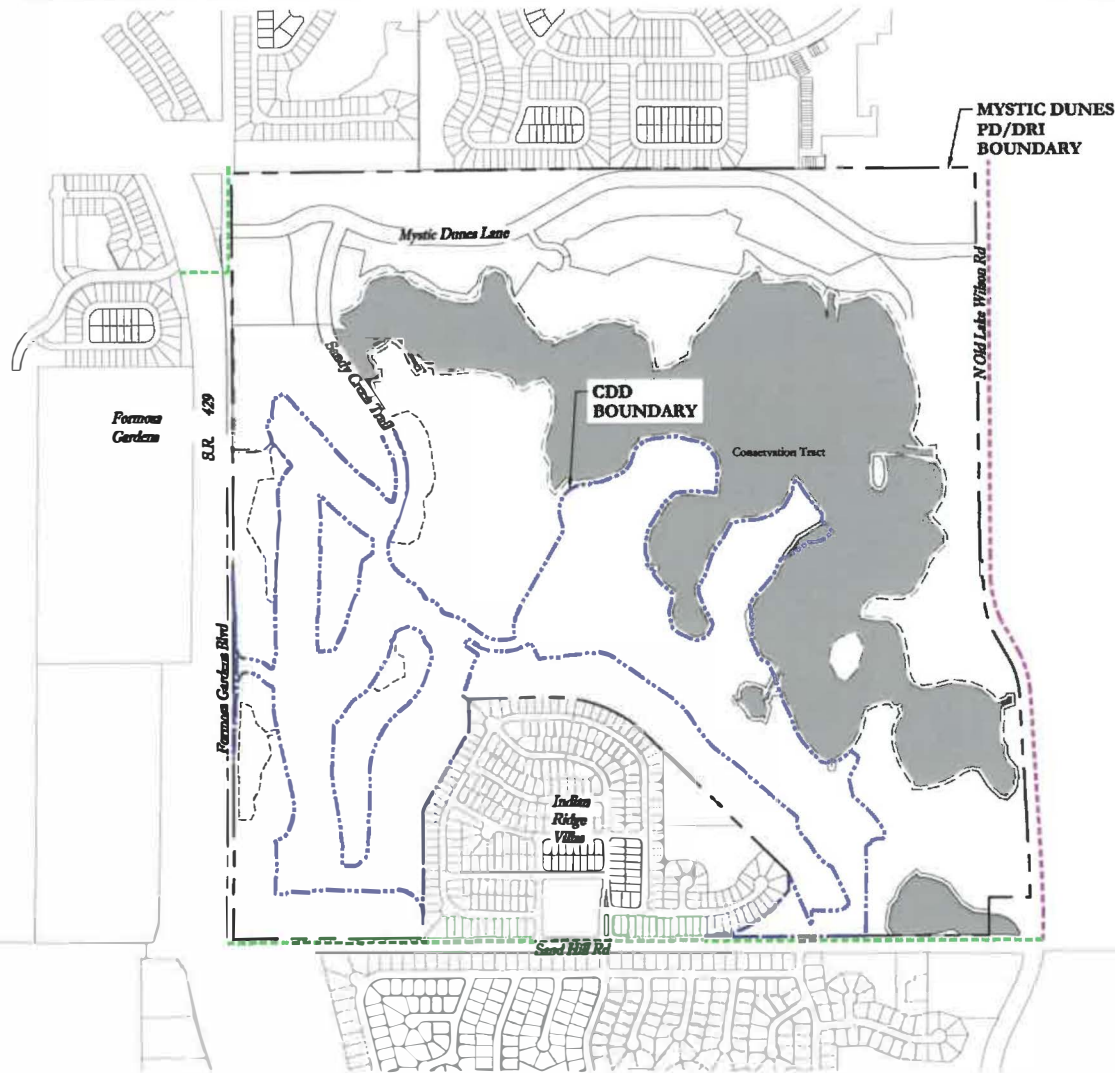 MYSTIC DUNES
PD/DRI
BOUNDARY
Mystic Dunes Lane
N Old Lake Wilson Rd
Sandy Creek Trail
CDD
BOUNDARY
Formosa
Gardens
S.R. 429
Conservation Tract
Formosa Gardens Blvd
Indian
Ridge
Villas
Sand Hill Rd